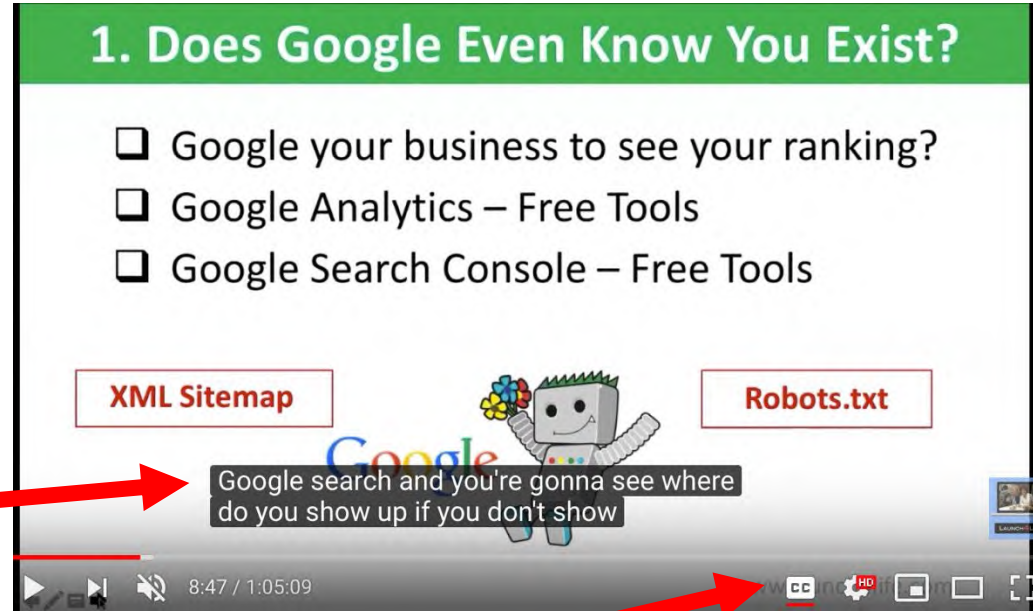 1. Does Google Even Know You Exist?
Google your business to see your ranking?
Google Analytics – Free Tools
Google Search Console – Free Tools
XML Sitemap
Robots.txt
Google
Google search and you're gonna see where
do you show up if you don't show
8:47 / 1:05:09
CC
HD